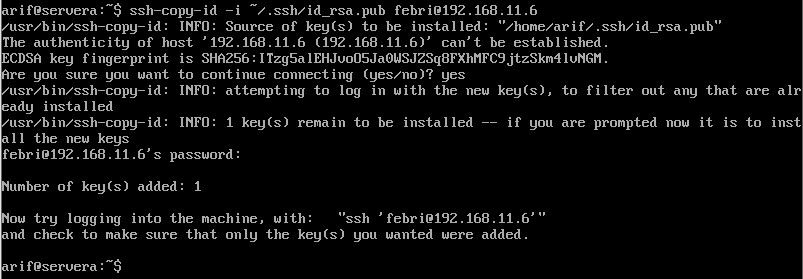 arif@servera:~$ ssh-copy-id -i ~/.ssh/id_rsa.pub febri@192.168.11.6
/usr/bin/ssh-copy-id: INFO: Source of key(s) to be installed: "/home/arif/.ssh/id_rsa.pub"
The authenticity of host '192.168.11.6 (192.168.11.6)' can't be established.
ECDSA key fingerprint is SHA256:ITzg5alEHJvoO5Ja0WSJ2Sq8FXhMFC9jtzSkm4lvNGM.
Are you sure you want to continue connecting (yes/no)? yes
/usr/bin/ssh-copy-id: INFO: attempting to log in with the new key(s), to filter out any that are alr
eady installed
/usr/bin/ssh-copy-id: INFO: 1 key(s) remain to be installed -- if you are prompted now it is to inst
all the new keys
febri@192.168.11.6's password:
Number of key(s) added: 1
Now try logging into the machine, with:   "ssh 'febri@192.168.11.6'"
and check to make sure that only the key(s) you wanted were added.
arif@servera:~$